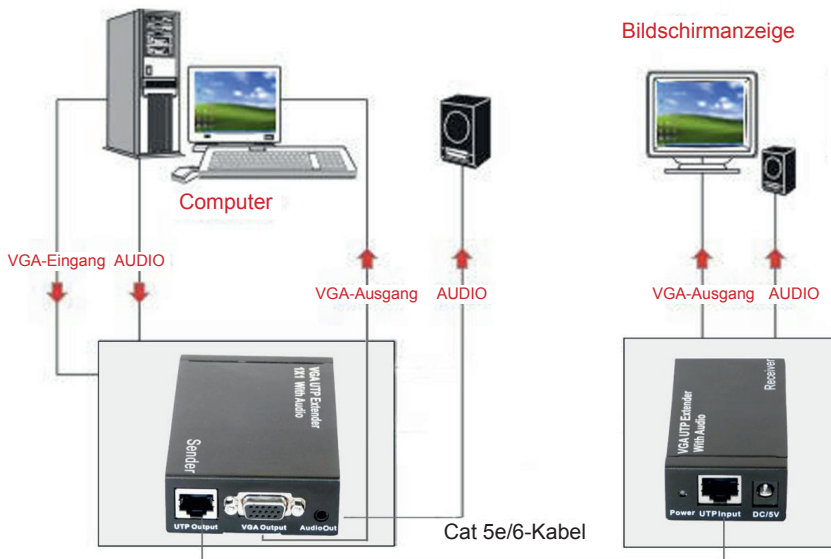 Bildschirmanzeige
Computer
VGA-Eingang
AUDIO
VGA-Ausgang
AUDIO
VGA-Ausgang
AUDIO
VGA UTP Extender
1X1 With Audio
Sender
UTP Output
VGA Output
AudioOut
Cat 5e/6-Kabel
Receiver
VGA UTP Extender
With Audio
Power
UTP Input
DC/5V